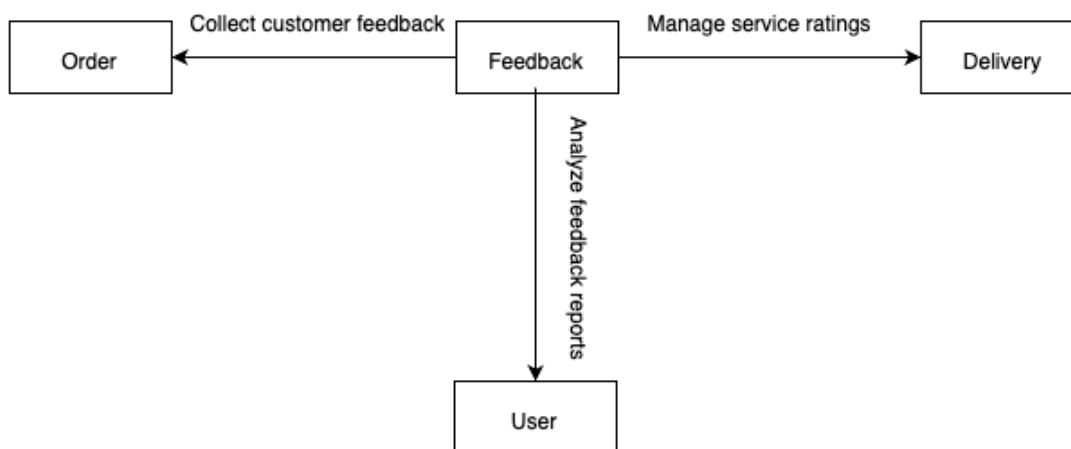 Collect customer feedback
Manage service ratings
Order
Feedback
Delivery
Analyze feedback reports
User